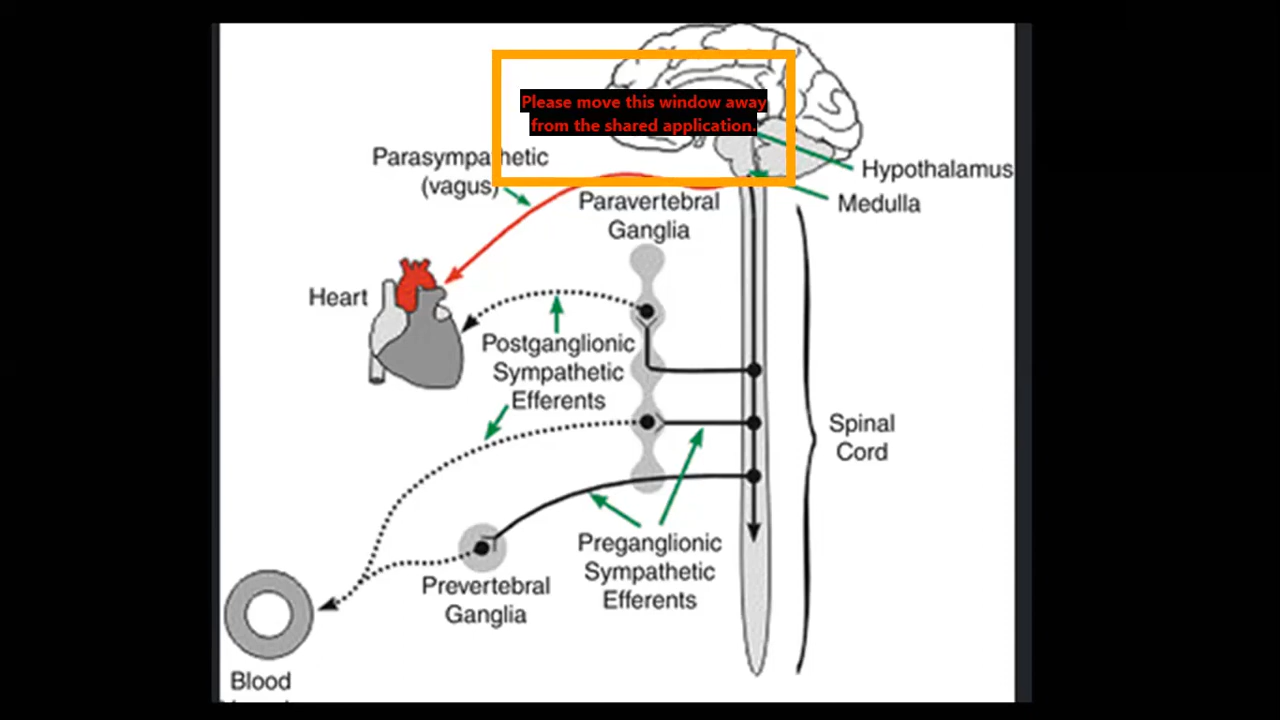 Please move this window away
from the shared application.
Parasympathetic
(vagus)
Hypothalamus
Medulla
Paravertebral
Ganglia
Heart
Postganglionic
Sympathetic
Efferents
Spinal
Cord
Preganglionic
Sympathetic
Efferents
Prevertebral
Ganglia
Blood